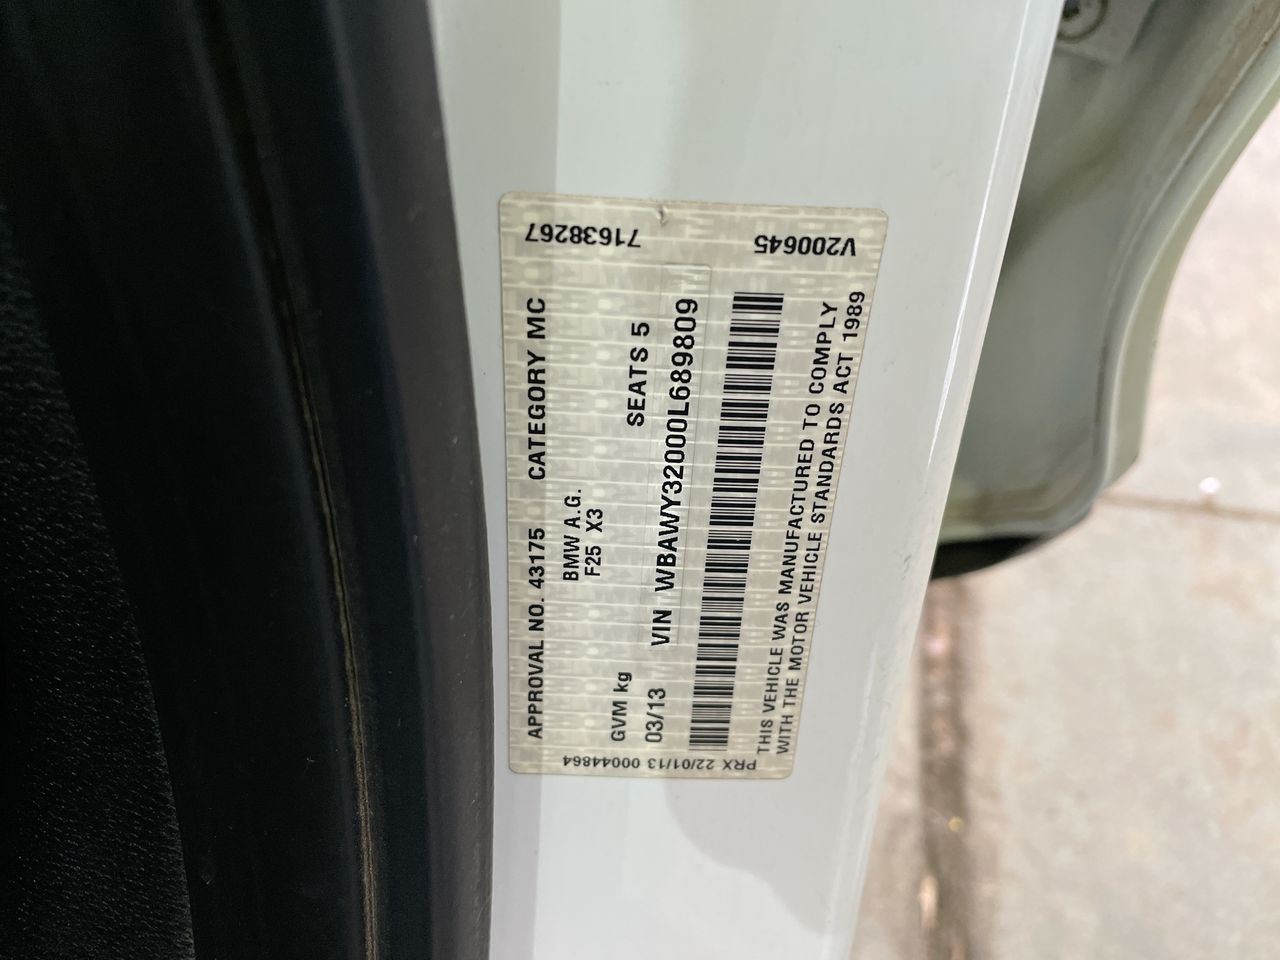 APPROVAL NO. 43175 CATEGORY MC
BMW A.G.
F25 X3
GVM kg SEATS 5
03/13 VIN WBAWY32000L689809
THIS VEHICLE WAS MANUFACTURED TO COMPLY
WITH THE MOTOR VEHICLE STANDARDS ACT 1989
71638267
V200645
PRX 22/01/13 00044864